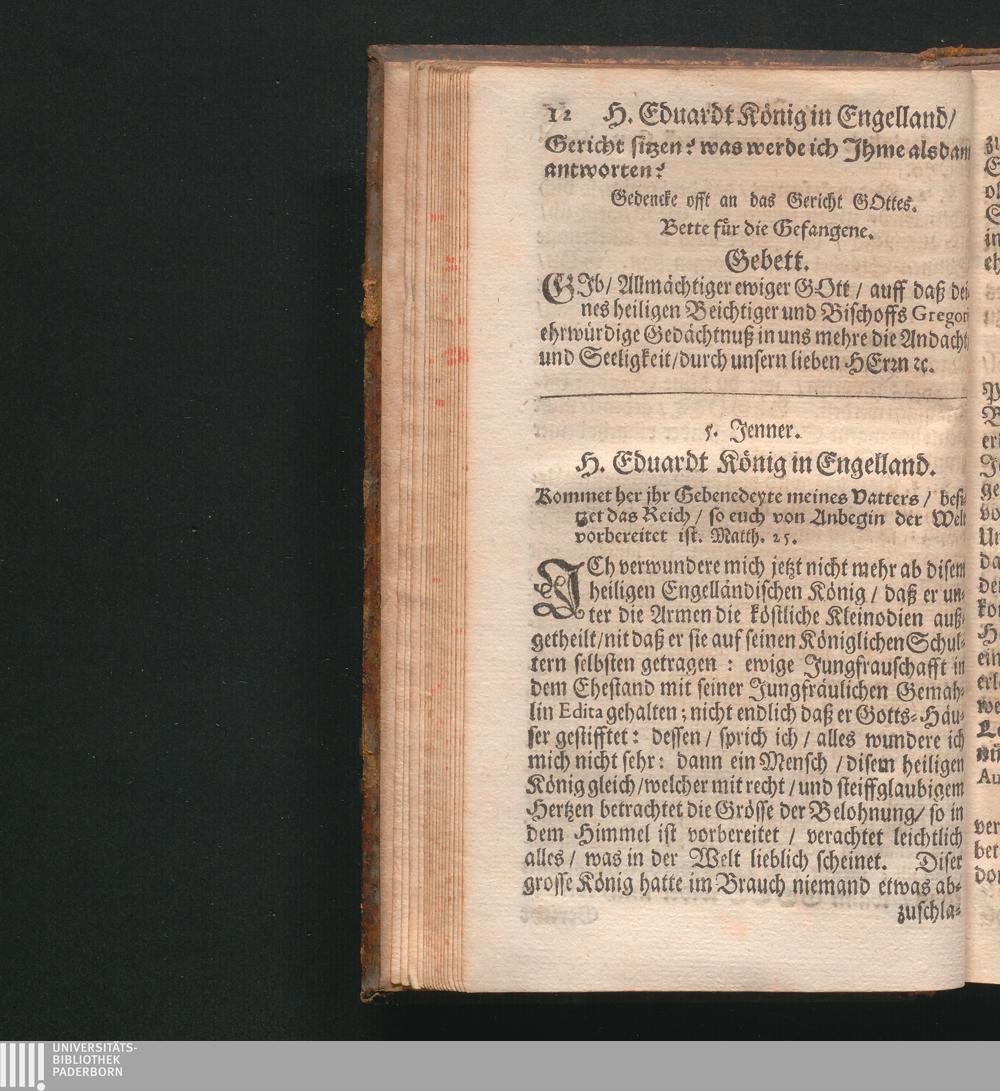 12 H. Eduardt König in Engelland/
Gericht sitzen? was werde ich Ihme als dann
antworten?
Gedencke offt an das Gericht GOttes.
Bette für die Gefangene.
Gebett.
GIb/ Allmächtiger ewiger GOtt / auff daß dei
nes heiligen Beichtiger und Bischoffs Gregori
ehrwürdige Gedächtnuß in uns mehre die Andacht
und Seeligkeit/durch unsern lieben HErꝛn ꝛc.
5. Jenner.
H. Eduardt König in Engelland.
Kommet her jhr Gebenedeyte meines Vatters / besi
tzet das Reich / so euch von Anbegin der Welt
vorbereitet ist. Matth. 25.
ICh verwundere mich jetzt nicht mehr ab disem
heiligen Engelländischen König / daß er un-
ter die Armen die köstliche Kleinodien auß-
getheilt/nit daß er sie auf seinen Königlichen Schul-
tern selbsten getragen : ewige Jungfrauschafft in
dem Ehestand mit seiner Jungfräulichen Gemah-
lin Edita gehalten ; nicht endlich daß er Gotts-Häu-
ser gestifftet : dessen / sprich ich / alles wundere ich
mich nicht sehr : dann ein Mensch / disem heiligen
König gleich/welcher mit recht / und steiffglaubigem
Hertzen betrachtet die Grösse der Belohnung/ so in
dem Himmel ist vorbereitet / verachtet leichtlich
alles / was in der Welt lieblich scheinet. Diser
grosse König hatte im Brauch niemand etwas ab-
zuschla-
UNIVERSITÄTS-
BIBLIOTHEK
PADERBORN